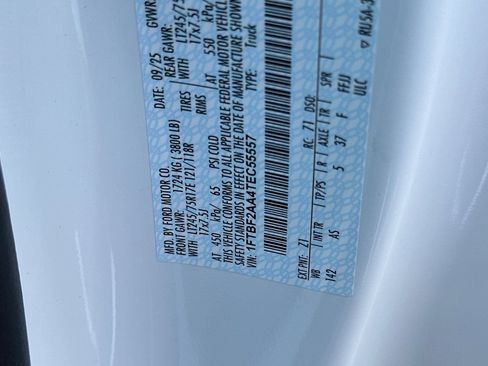 MFD. BY FORD MOTOR CO.
DATE: 09/25 GVWR
FRONT GAWR: REAR GAWR:
1724 KG ( 3800 LB)
WITH TIRES WITH
LT245/75R17E 121/118R LT245/75
17x7.5J RIMS 17x7.5J
AT 450 kPa/ 65 PSI COLD AT 550 kPa/
THIS VEHICLE CONFORMS TO ALL APPLICABLE FEDERAL MOTOR VEHICLE
SAFETY STANDARDS IN EFFECT ON THE DATE OF MANUFACTURE SHOWN
VIN: 1FTBF2AA4TEC55557 TYPE: Truck
EXT PNT: Z1 RC: 71 DSO:
WB INT TR TP/PS R AXLE TR SPR
142 AS 5 37 F FFJJ
ULC